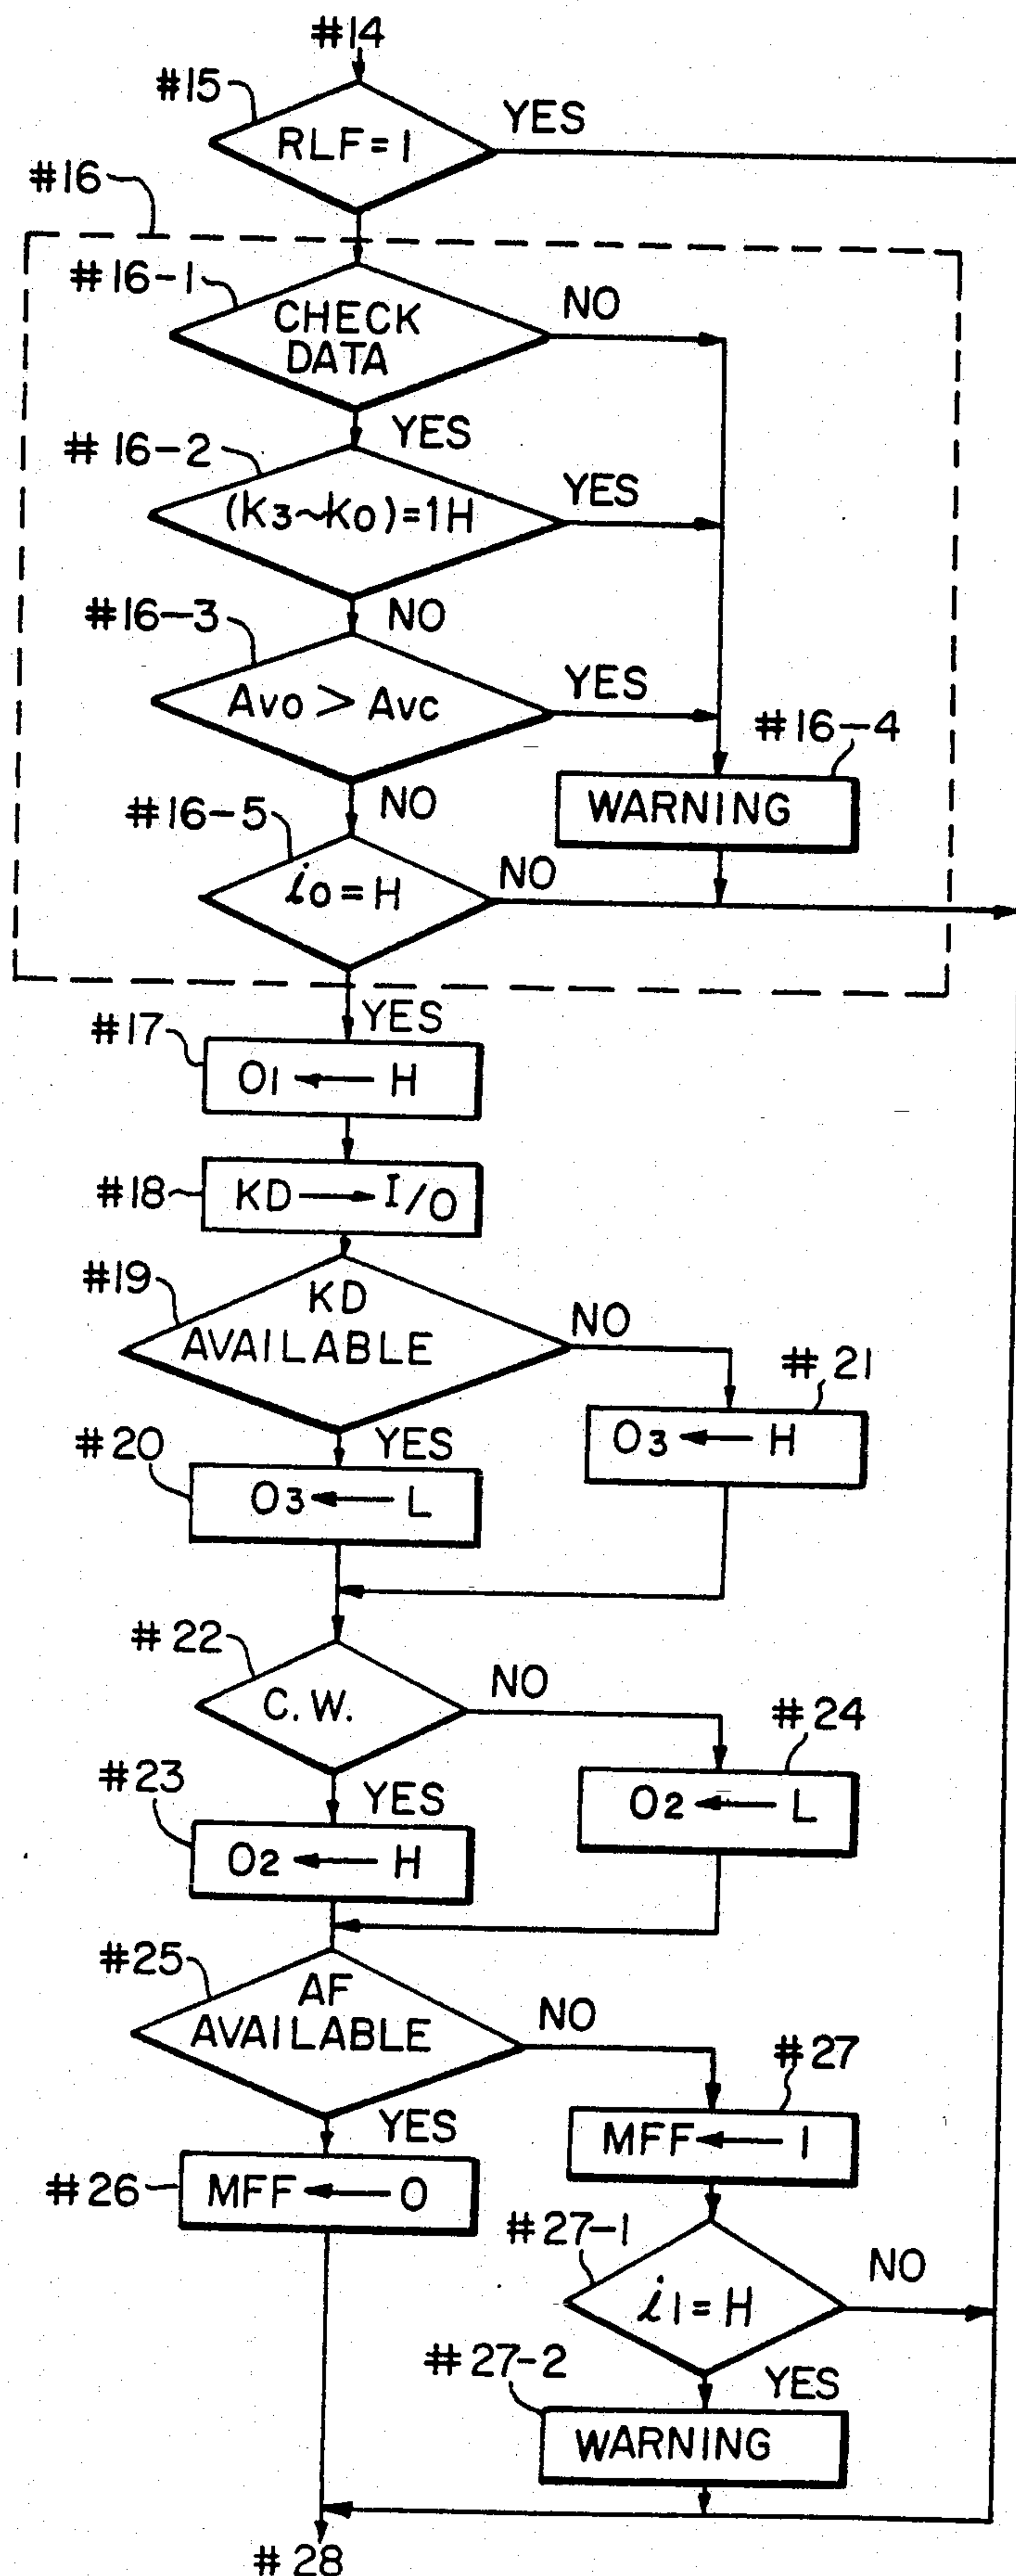 #14
#15
RLF=1
YES
#16
#16-1
CHECK
DATA
NO
YES
#16-2
(K3~K0)=1H
YES
NO
#16-3
Avo > Avc
YES
#16-4
WARNING
NO
#16-5
i0=H
NO
YES
#17
O1 ← H
#18
KD → I/O
#19
KD
AVAILABLE
NO
#21
O3 ← H
YES
#20
O3 ← L
#22
C.W.
NO
#24
O2 ← L
YES
#23
O2 ← H
#25
AF
AVAILABLE
NO
#27
MFF ← 1
YES
#26
MFF ← 0
#27-1
i1=H
NO
#27-2
YES
WARNING
#28